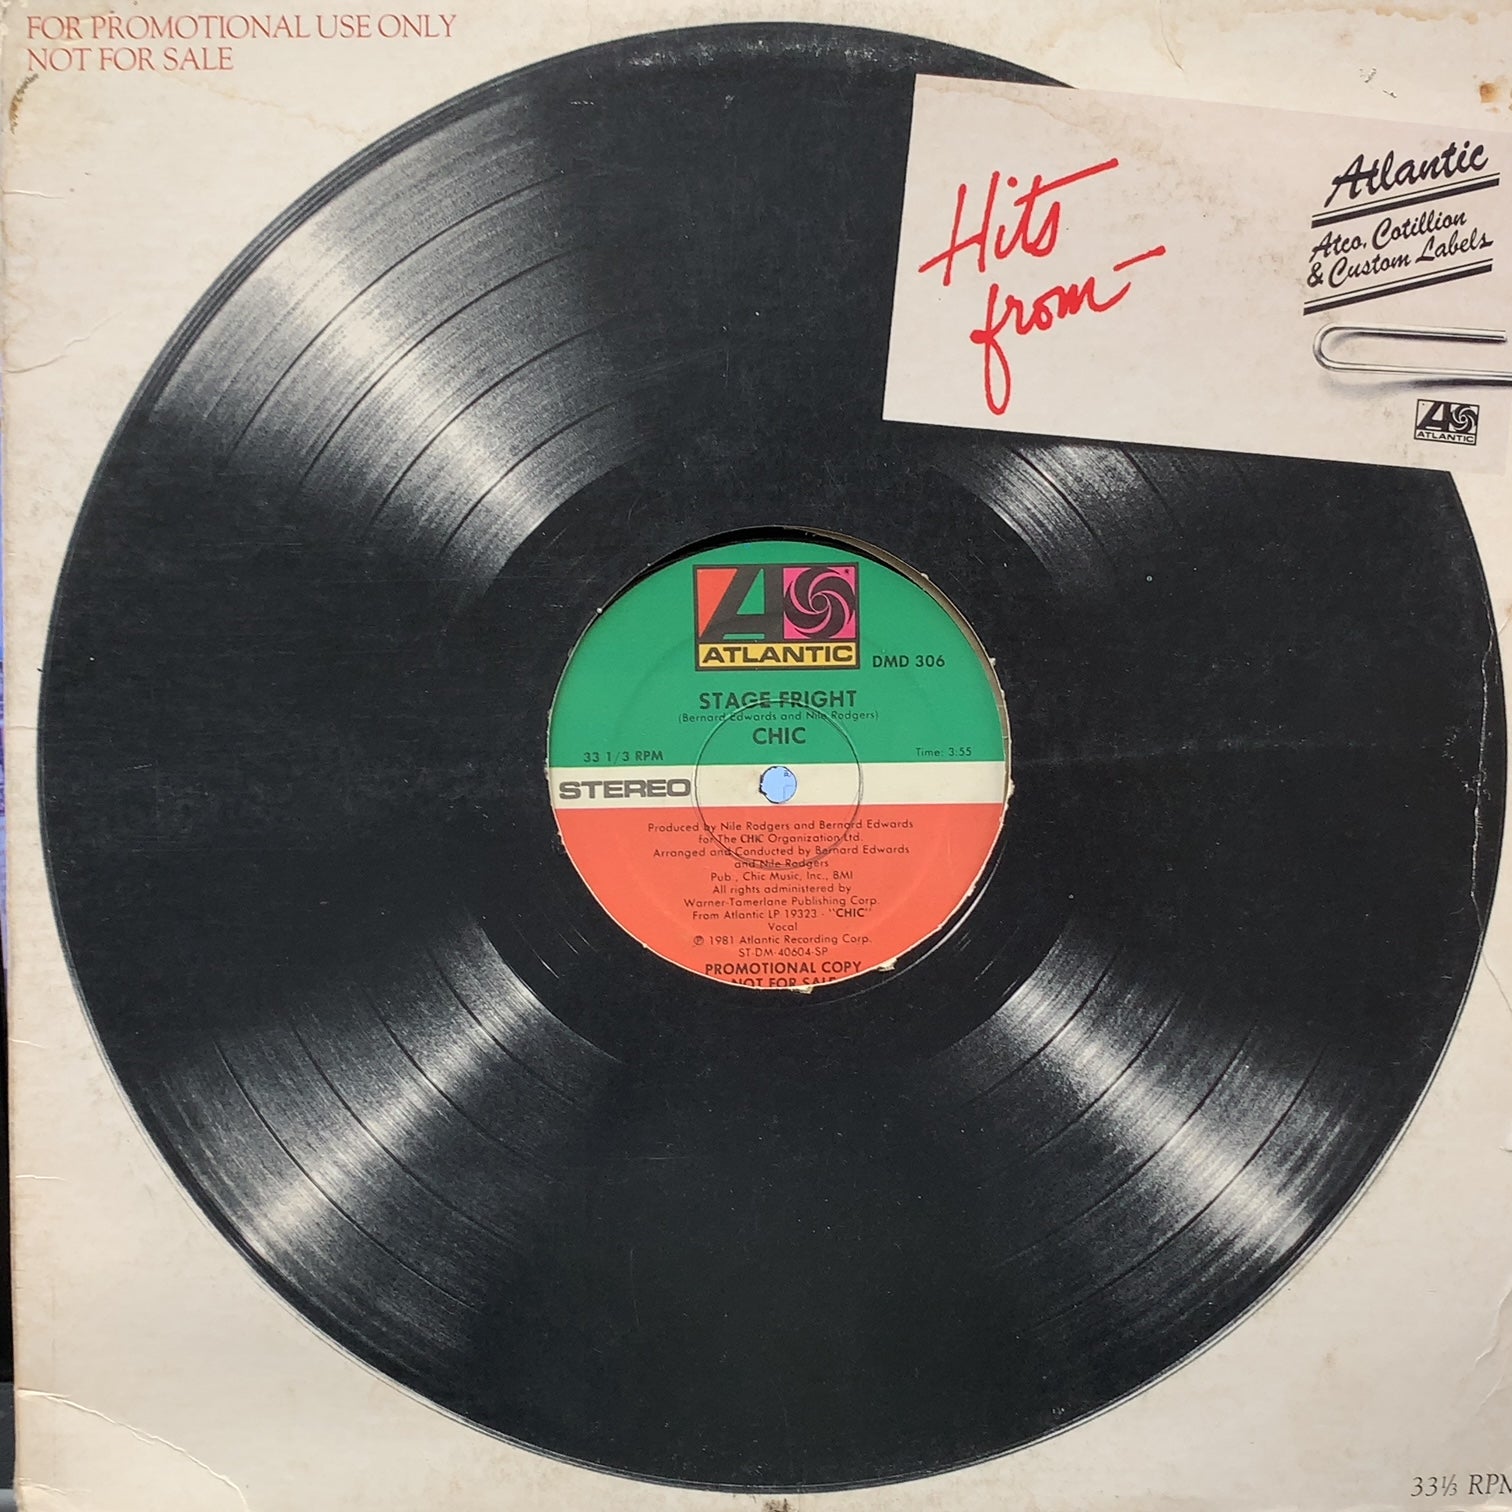 FOR PROMOTIONAL USE ONLY
NOT FOR SALE
Hits
from
Atlantic
Atco, Cotillion
& Custom Labels
ATLANTIC
ATLANTIC
DMD 306
STAGE FRIGHT
(Bernard Edwards and Nile Rodgers)
CHIC
33 1/3 RPM
Time: 3:55
STEREO
Produced by Nile Rodgers and Bernard Edwards
for The CHIC Organization Ltd.
Arranged and Conducted by Bernard Edwards
and Nile Rodgers
Pub., Chic Music, Inc., BMI
All rights administered by
Warner-Tamerlane Publishing Corp.
From Atlantic LP 19323 - "CHIC"
Vocal
℗ 1981 Atlantic Recording Corp.
ST-DM-40604-SP
PROMOTIONAL COPY
NOT FOR SALE
33⅓ RPM